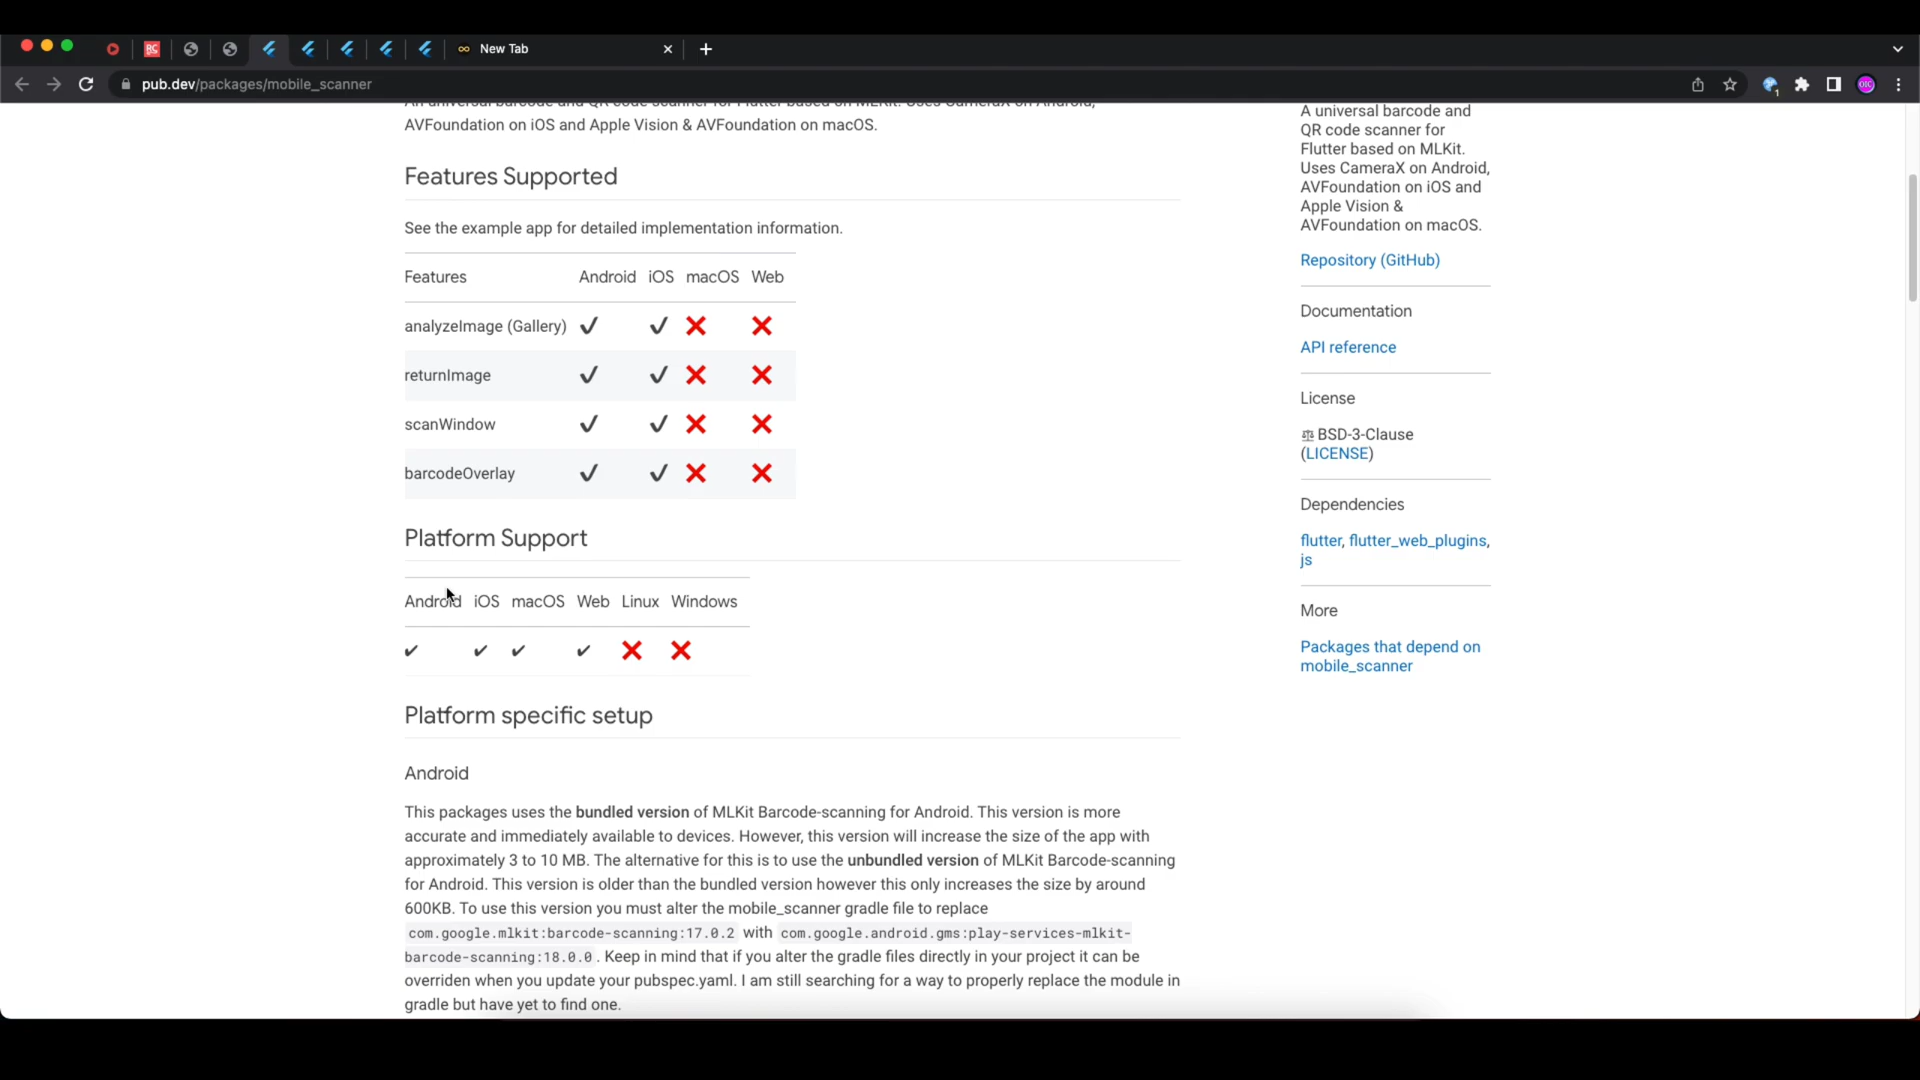 RC
New Tab
pub.dev/packages/mobile_scanner
OIC
An universal barcode and QR code scanner for Flutter based on MLKit. Uses CameraX on Android,
AVFoundation on iOS and Apple Vision & AVFoundation on macOS.
Features Supported
See the example app for detailed implementation information.
Features Android iOS macOS Web
analyzeImage (Gallery) ✔ ✔ ❌ ❌
returnImage ✔ ✔ ❌ ❌
scanWindow ✔ ✔ ❌ ❌
barcodeOverlay ✔ ✔ ❌ ❌
Platform Support
Android iOS macOS Web Linux Windows
✔ ✔ ✔ ✔ ❌ ❌
Platform specific setup
Android
This packages uses the bundled version of MLKit Barcode-scanning for Android. This version is more
accurate and immediately available to devices. However, this version will increase the size of the app with
approximately 3 to 10 MB. The alternative for this is to use the unbundled version of MLKit Barcode-scanning
for Android. This version is older than the bundled version however this only increases the size by around
600KB. To use this version you must alter the mobile_scanner gradle file to replace
com.google.mlkit:barcode-scanning:17.0.2 with com.google.android.gms:play-services-mlkit-
barcode-scanning:18.0.0 . Keep in mind that if you alter the gradle files directly in your project it can be
overriden when you update your pubspec.yaml. I am still searching for a way to properly replace the module in
gradle but have yet to find one.
A universal barcode and
QR code scanner for
Flutter based on MLKit.
Uses CameraX on Android,
AVFoundation on iOS and
Apple Vision &
AVFoundation on macOS.
Repository (GitHub)
Documentation
API reference
License
BSD-3-Clause
(LICENSE)
Dependencies
flutter, flutter_web_plugins,
js
More
Packages that depend on
mobile_scanner